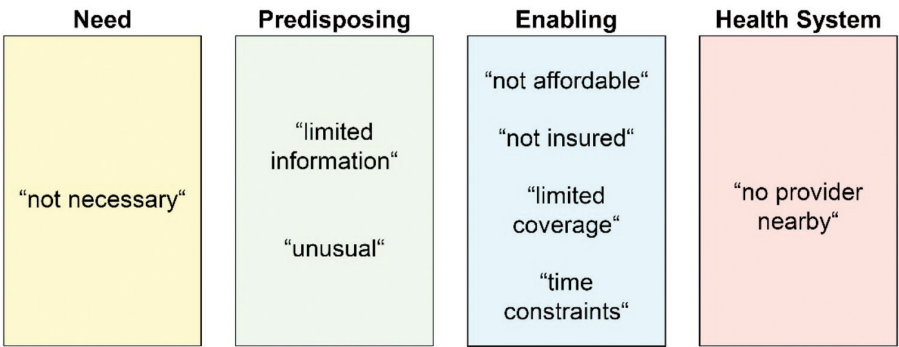 Need
“not necessary“
Predisposing
“limited
information“
“unusual“
Enabling
“not affordable“
“not insured“
“limited
coverage“
“time
constraints“
Health System
“no provider
nearby“